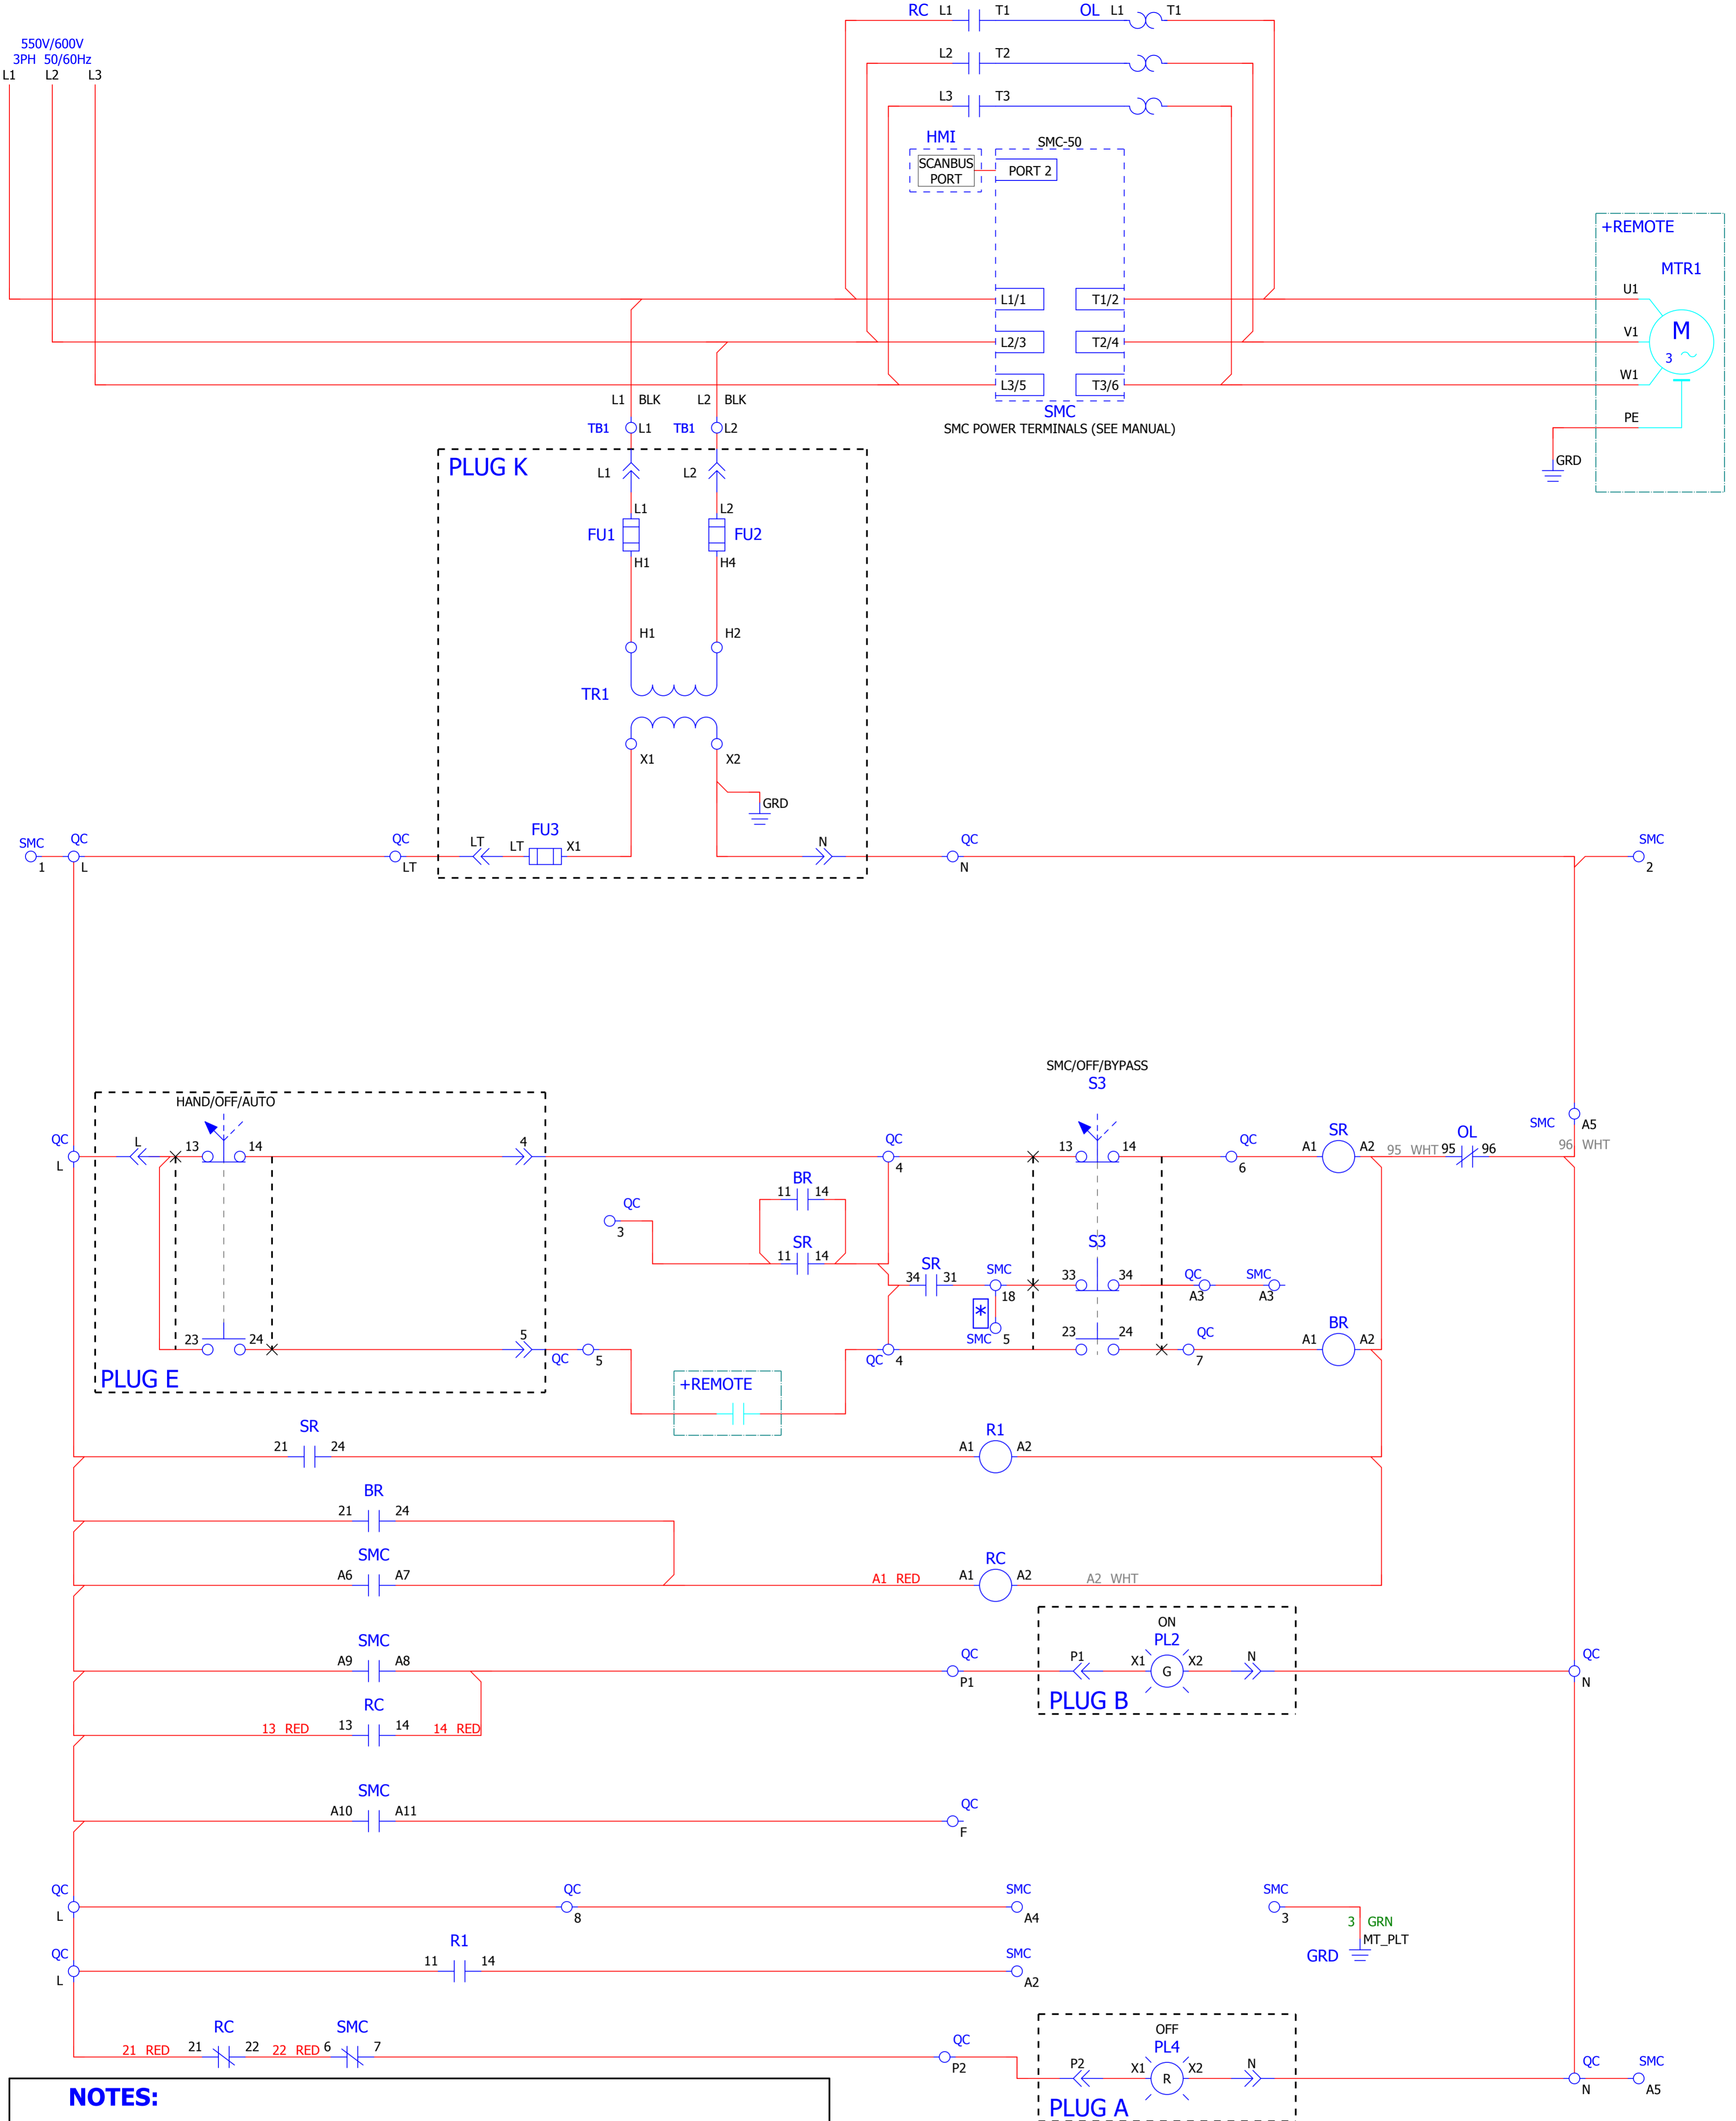 RC L1 T1 OL L1 T1
550V/600V
3PH 50/60Hz
L1 L2 L3
L2 T2
L3 T3
HMI
SMC-50
SCANBUS
PORT
PORT 2
+REMOTE
MTR1
L1/1 T1/2 U1
L2/3 T2/4 V1 M
3
L3/5 T3/6 W1
L1 BLK L2 BLK
SMC
PE
TB1 L1 TB1 L2
SMC POWER TERMINALS (SEE MANUAL)
PLUG K
L1 L2
GRD
L1 L2
FU1 FU2
H1 H4
H1 H2
TR1
X1 X2
GRD
SMC QC QC LT FU3 LT X1 N QC SMC
1 L LT N 2
SMC/OFF/BYPASS
S3
HAND/OFF/AUTO
SMC A5
QC L 13 14 4 QC 13 14 QC SR A1 A2 95 WHT 95 OL 96 96 WHT
L 4 6
BR
11 14
QC
3
SR
11 14
S3
SR
34 31 SMC 33 34 QC SMC
18 A3 A3
*
SMC 5
23 24 5 QC 5 QC 4 23 24 QC 7 BR A1 A2
PLUG E
+REMOTE
SR
21 24
R1
A1 A2
BR
21 24
SMC
A6 A7
A1 RED
RC
A1 A2
A2 WHT
ON
SMC
A9 A8
QC
P1
P1 PL2 X1 G X2 N
QC
N
PLUG B
RC
13 RED 13 14 14 RED
SMC
A10 A11
QC
F
QC QC SMC SMC
L 8 A4 3
3 GRN
MT_PLT
GRD
QC R1 SMC
L 11 14 A2
OFF
RC SMC
21 RED 21 22 22 RED 6 7
QC
P2
P2 PL4 X1 R X2 N
QC SMC
N A5
PLUG A
NOTES: